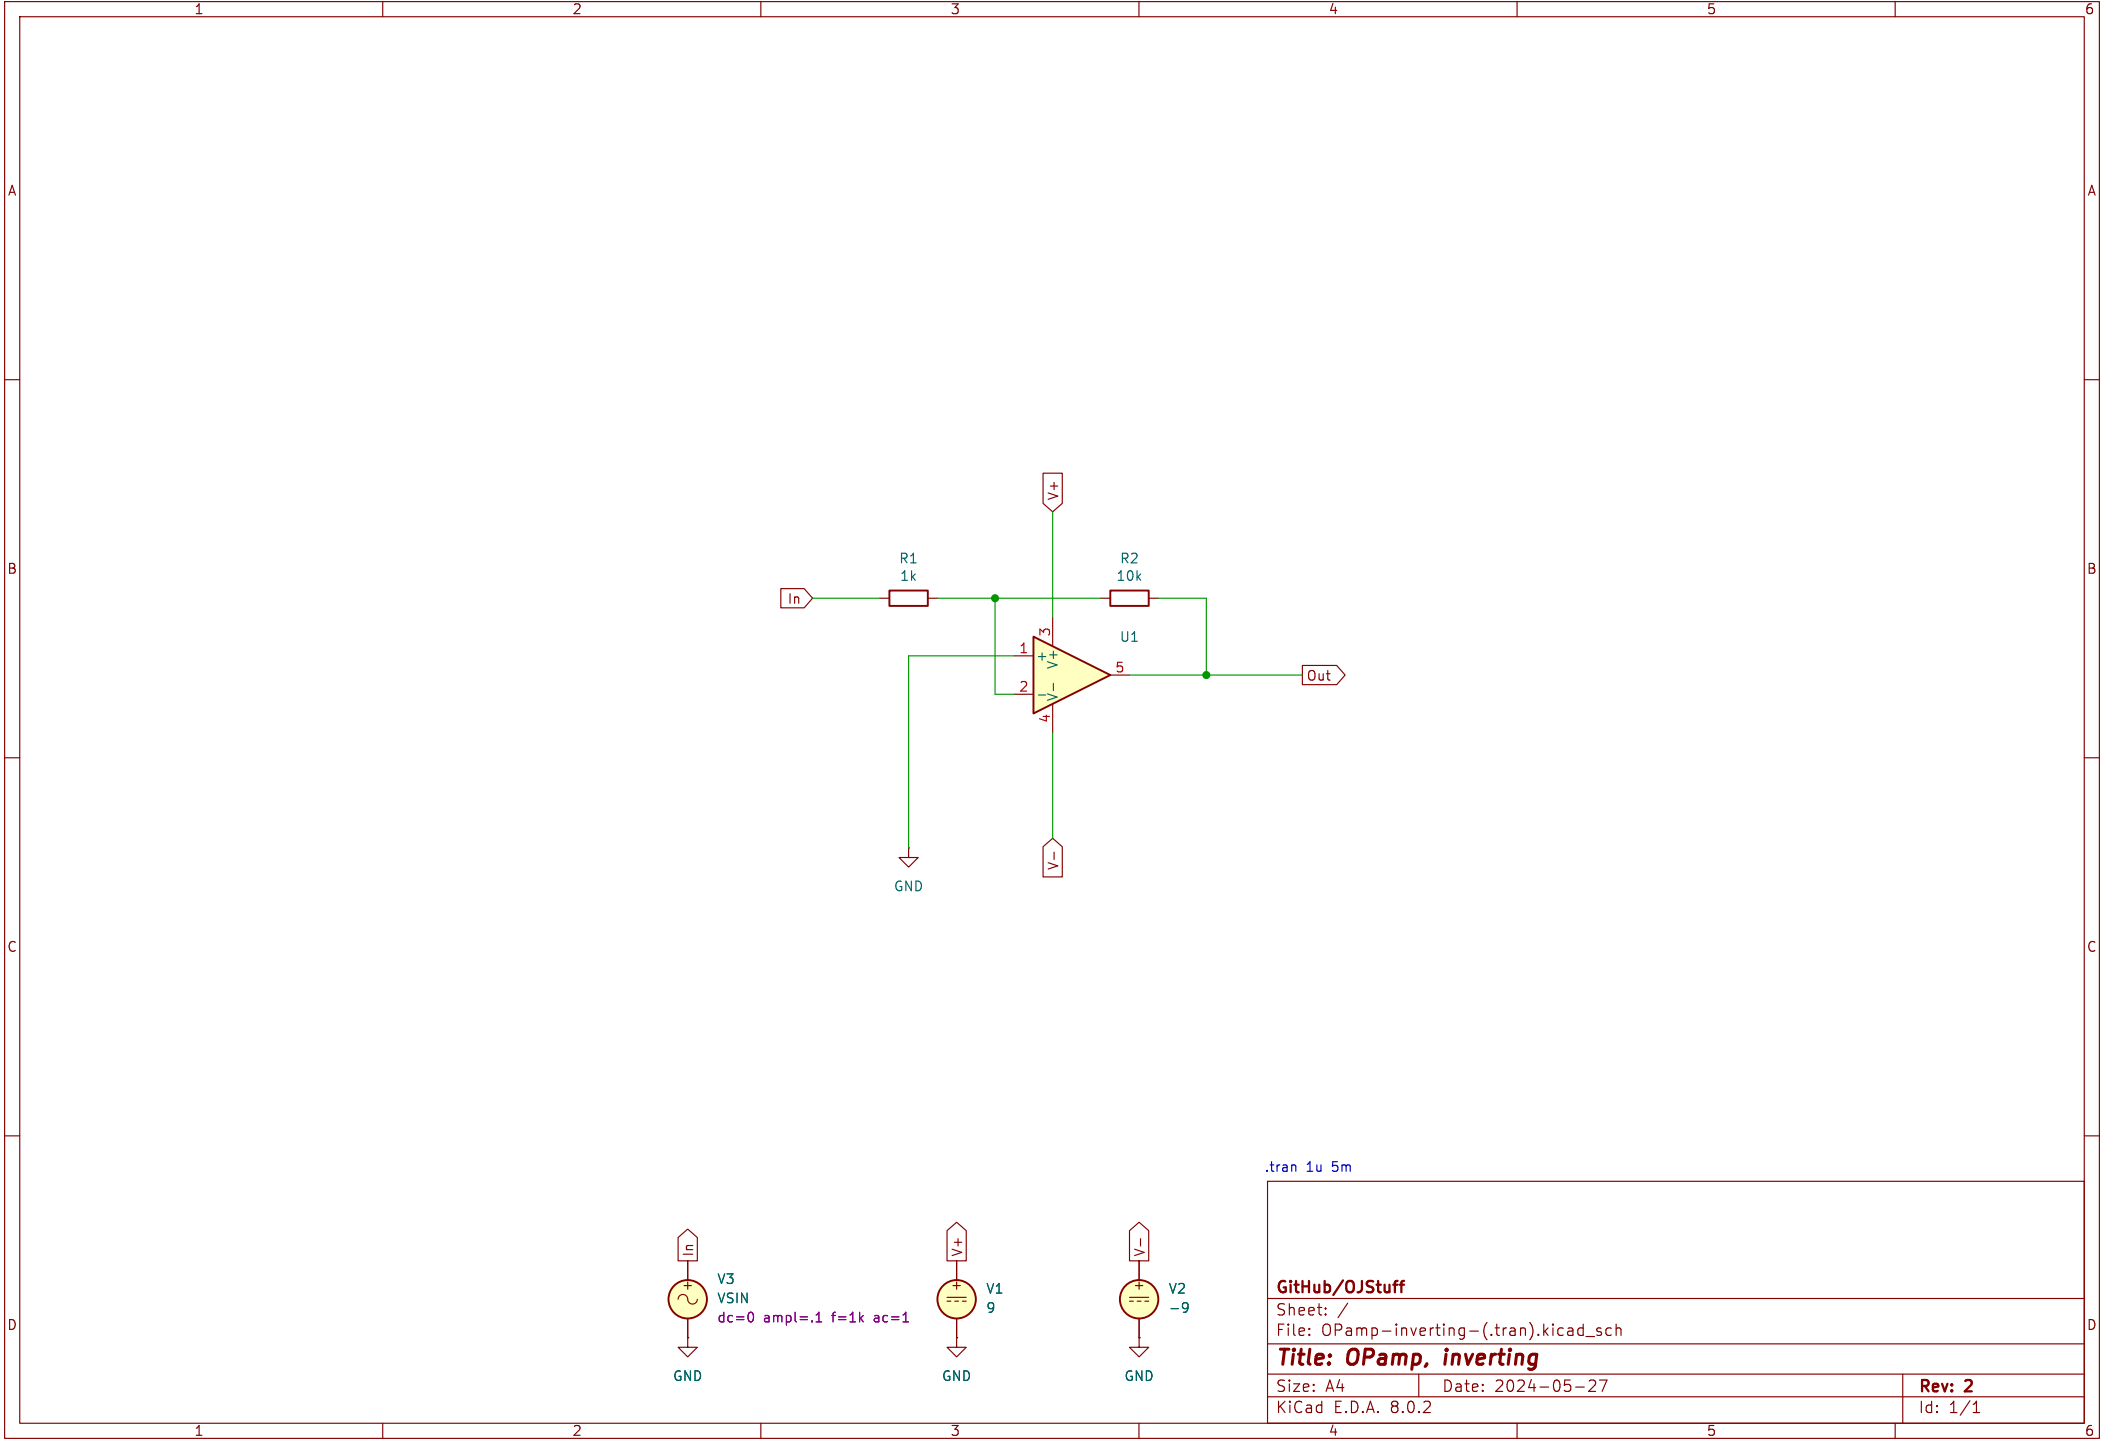 1 2 3 4 5 6
A A
V+
R1 R2
1k 10k
B B
In
U1
3
1 + V+
5
Out
2 − V-
4
V-
GND
C C
.tran 1u 5m
In V+ V-
V3
VSIN
dc=0 ampl=.1 f=1k ac=1
+
V1
9
+
V2
-9
+
GND GND GND
GitHub/OJStuff
Sheet: /
File: OPamp-inverting-(.tran).kicad_sch
Title: OPamp, inverting
Size: A4 Date: 2024-05-27 Rev: 2
KiCad E.D.A. 8.0.2 Id: 1/1
D D
1 2 3 4 5 6